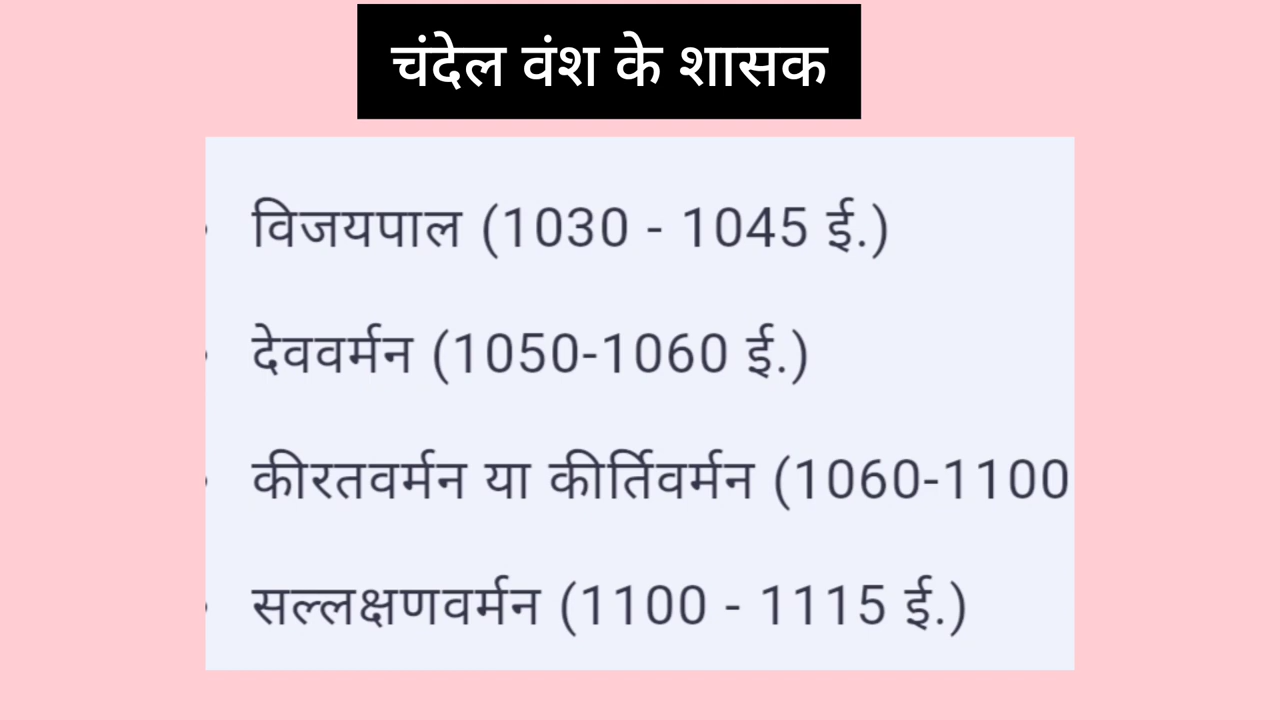 चंदेल वंश के शासक
विजयपाल (1030 - 1045 ई.)
देववर्मन (1050-1060 ई.)
कीरतवर्मन या कीर्तिवर्मन (1060-1100
सल्लक्षणवर्मन (1100 - 1115 ई.)